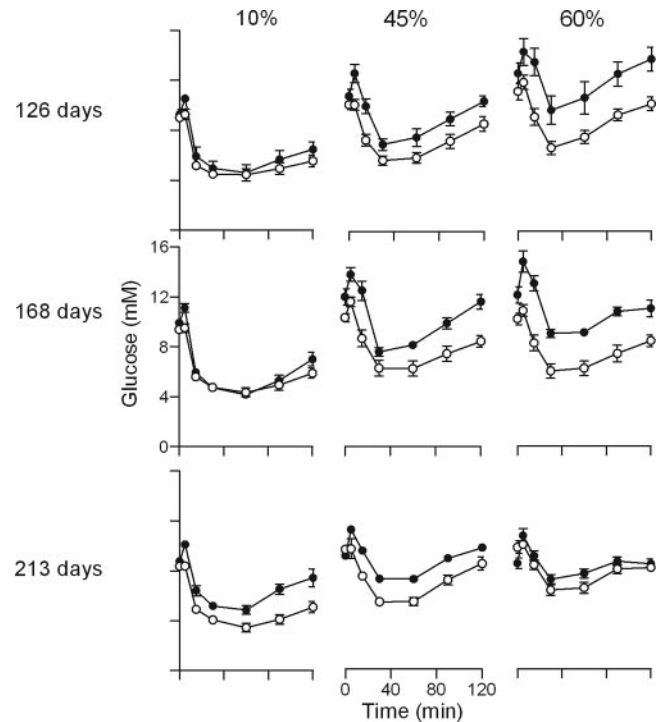 10% 45% 60%
126 days
168 days
Glucose (mM)
16
12
8
4
0
213 days
0 40 80 120
Time (min)